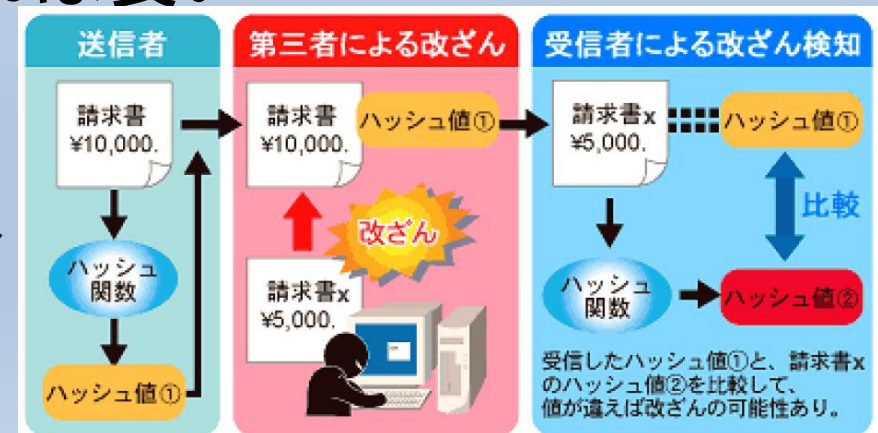 送信者
請求書
¥10,000.
ハッシュ
関数
ハッシュ値①
第三者による改ざん
請求書
¥10,000.
ハッシュ値①
改ざん
請求書x
¥5,000.
受信者による改ざん検知
請求書x
¥5,000.
ハッシュ値①
比較
ハッシュ
関数
ハッシュ値②
受信したハッシュ値①と、請求書x
のハッシュ値②を比較して、
値が違えば改ざんの可能性あり。